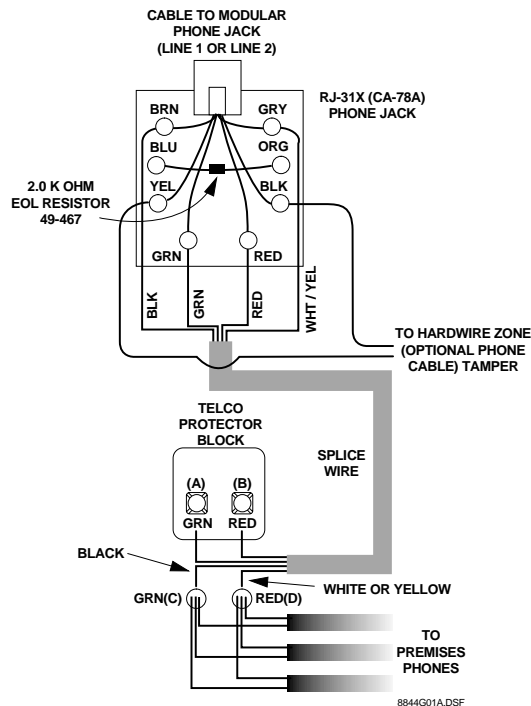 CABLE TO MODULAR
PHONE JACK
(LINE 1 OR LINE 2)
RJ-31X (CA-78A)
PHONE JACK
BRN
GRY
BLU
ORG
YEL
BLK
2.0 K OHM
EOL RESISTOR
49-467
GRN
RED
BLK
GRN
RED
WHT / YEL
TO HARDWIRE ZONE
(OPTIONAL PHONE
CABLE) TAMPER
TELCO
PROTECTOR
BLOCK
SPLICE
WIRE
(A)
(B)
GRN
RED
BLACK
WHITE OR YELLOW
GRN(C)
RED(D)
TO
PREMISES
PHONES
8844G01A.DSF